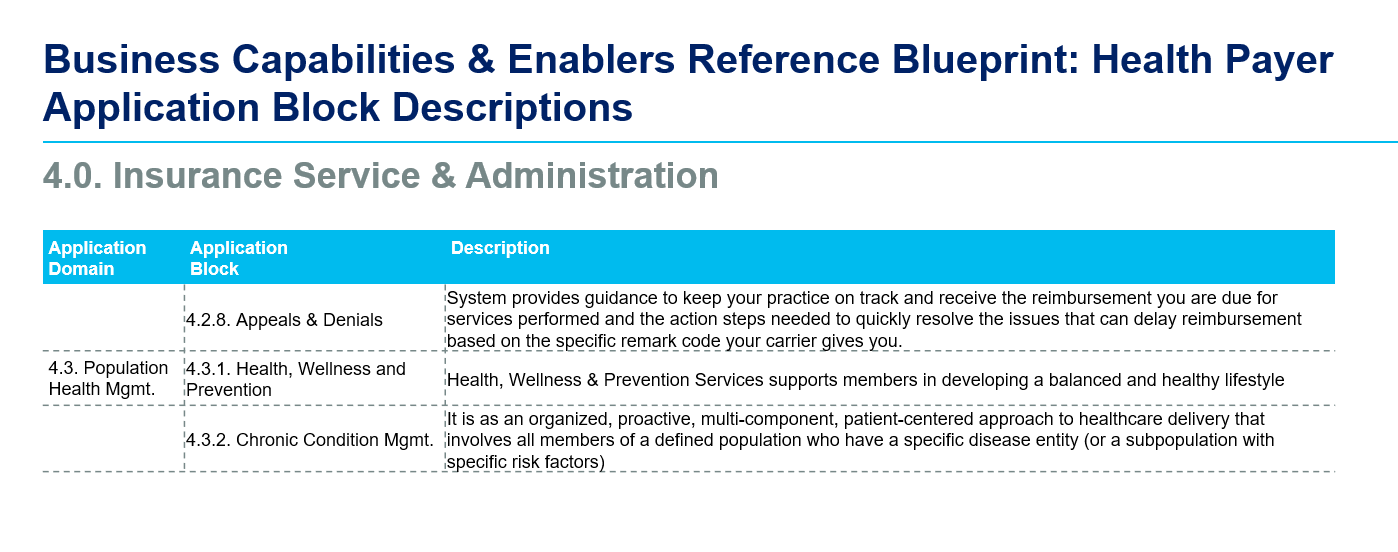 Business Capabilities & Enablers Reference Blueprint: Health Payer
Application Block Descriptions
4.0. Insurance Service & Administration
Application Domain
Application Block
Description
4.2.8. Appeals & Denials
System provides guidance to keep your practice on track and receive the reimbursement you are due for
services performed and the action steps needed to quickly resolve the issues that can delay reimbursement
based on the specific remark code your carrier gives you.
4.3. Population
Health Mgmt.
4.3.1. Health, Wellness and
Prevention
Health, Wellness & Prevention Services supports members in developing a balanced and healthy lifestyle
4.3.2. Chronic Condition Mgmt.
It is as an organized, proactive, multi-component, patient-centered approach to healthcare delivery that
involves all members of a defined population who have a specific disease entity (or a subpopulation with
specific risk factors)